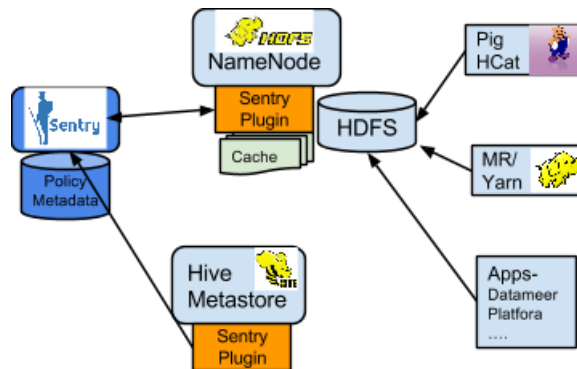 HDFS
NameNode
Sentry
Plugin
Cache
Sentry
Policy
Metadata
HDFS
Pig
HCat
MR/
Yarn
Apps-
Datameer
Platfora
....
Hive
Metastore
HIVE
Sentry
Plugin